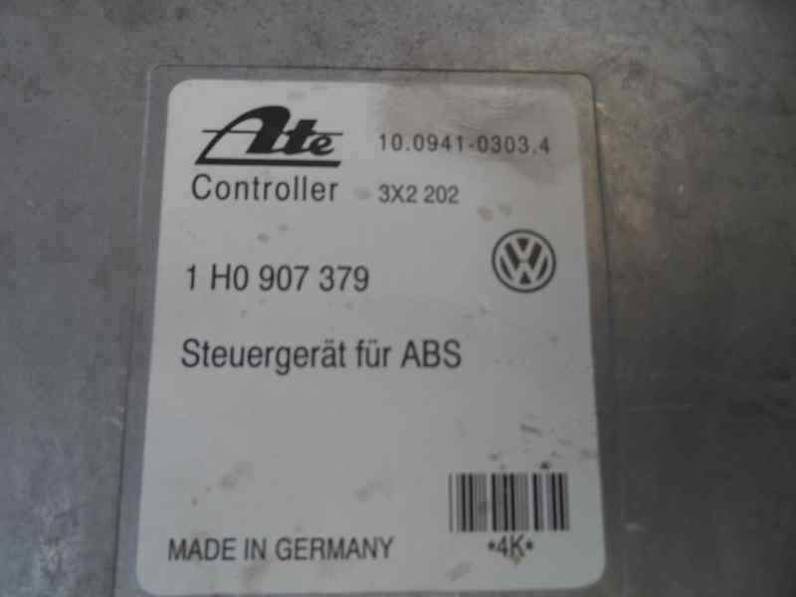 Ate 10.0941-0303.4
Controller 3X2 202
VW
1 H0 907 379
Steuergerät für ABS
*4K*
MADE IN GERMANY